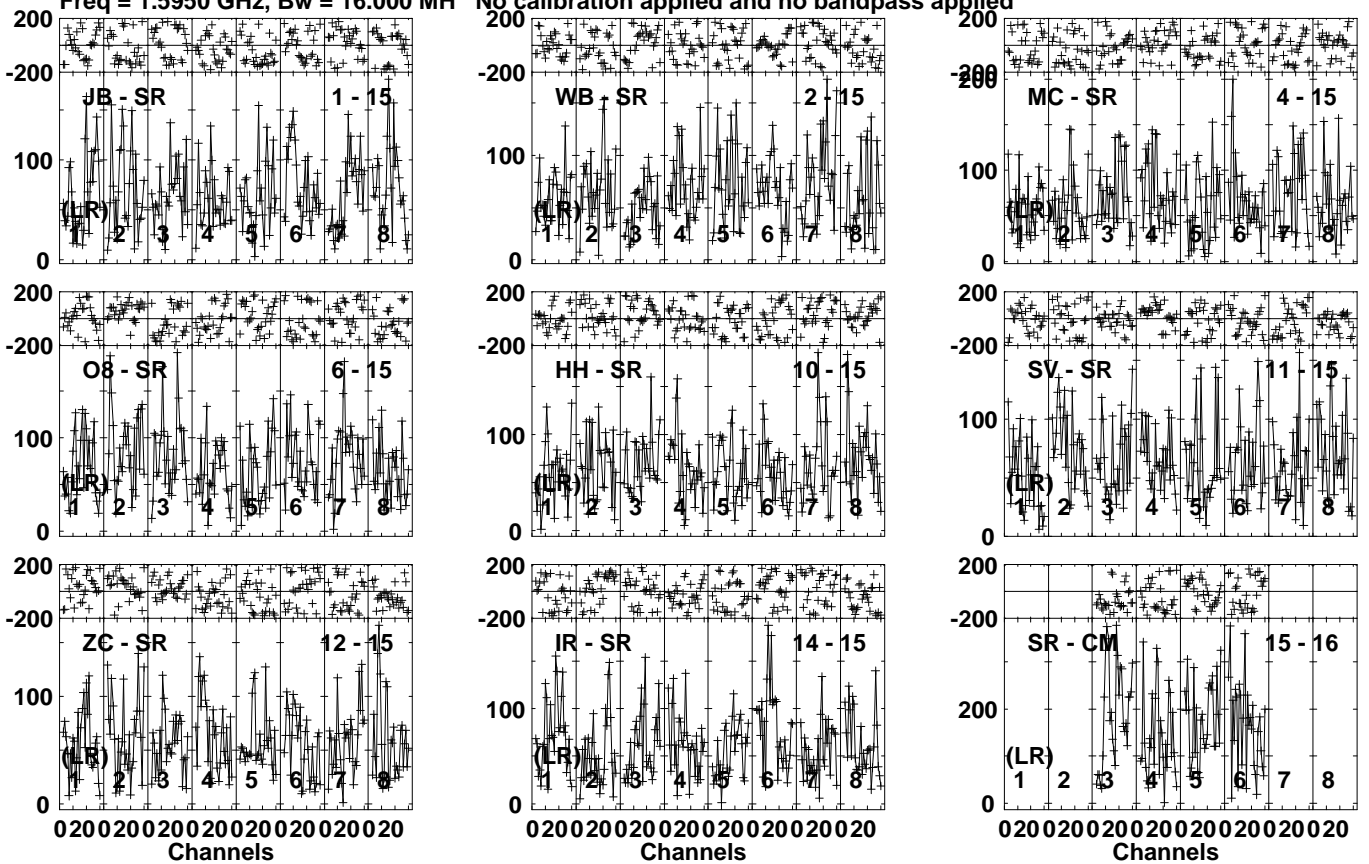 Freq = 1.5950 GHz, Bw = 16.000 MH No calibration applied and no bandpass applied
200
-200
JB - SR 1 - 15
100
(LR)
1 2 3 4 5 6 7 8
0
200
-200
WB - SR 2 - 15
100
(LR)
1 2 3 4 5 6 7 8
0
200
-200
200
MC - SR 4 - 15
100
(LR)
1 2 3 4 5 6 7 8
0
200
-200
O8 - SR 6 - 15
100
(LR)
1 2 3 4 5 6 7 8
0
200
-200
HH - SR 10 - 15
100
(LR)
1 2 3 4 5 6 7 8
0
200
-200
SV - SR 11 - 15
100
(LR)
1 2 3 4 5 6 7 8
0
200
-200
ZC - SR 12 - 15
100
(LR)
1 2 3 4 5 6 7 8
0
0 20 0 20 0 20 0 20 0 20 0 20 0 20 0 20
Channels
200
-200
IR - SR 14 - 15
100
(LR)
1 2 3 4 5 6 7 8
0
0 20 0 20 0 20 0 20 0 20 0 20 0 20 0 20
Channels
200
-200
SR - CM 15 - 16
200
(LR)
1 2 3 4 5 6 7 8
0
0 20 0 20 0 20 0 20 0 20 0 20 0 20 0 20
Channels